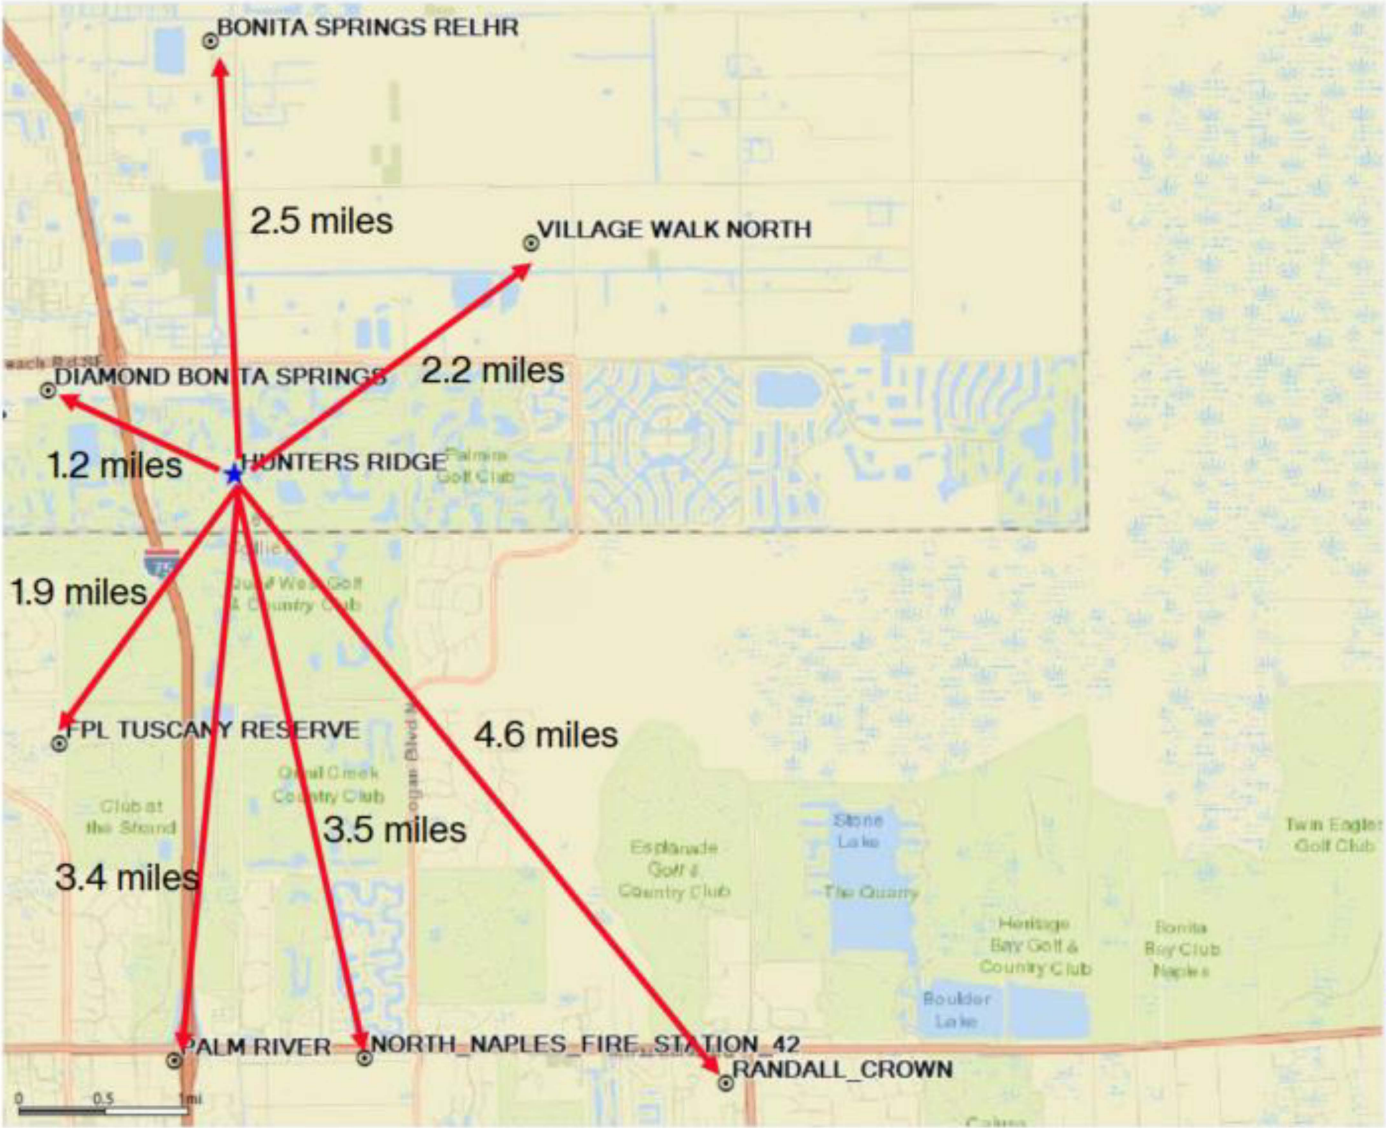 BONITA SPRINGS RELHR
2.5 miles
VILLAGE WALK NORTH
2.2 miles
DIAMOND BONITA SPRINGS
1.2 miles
HUNTERS RIDGE
Palmira
Golf Club
75
1.9 miles
Quail West Golf
& Country Club
FPL TUSCANY RESERVE
4.6 miles
Logan Blvd N
Quail Creek
Country Club
Club at
the Strand
3.5 miles
3.4 miles
Esplanade
Golf &
Country Club
Stone
Lake
The Quarry
Twin Eagles
Golf Club
Heritage
Bay Golf &
Country Club
Bonita
Bay Club
Naples
Boulder
Lake
PALM RIVER
NORTH_NAPLES_FIRE_STATION_42
RANDALL_CROWN
0 0.5 1mi